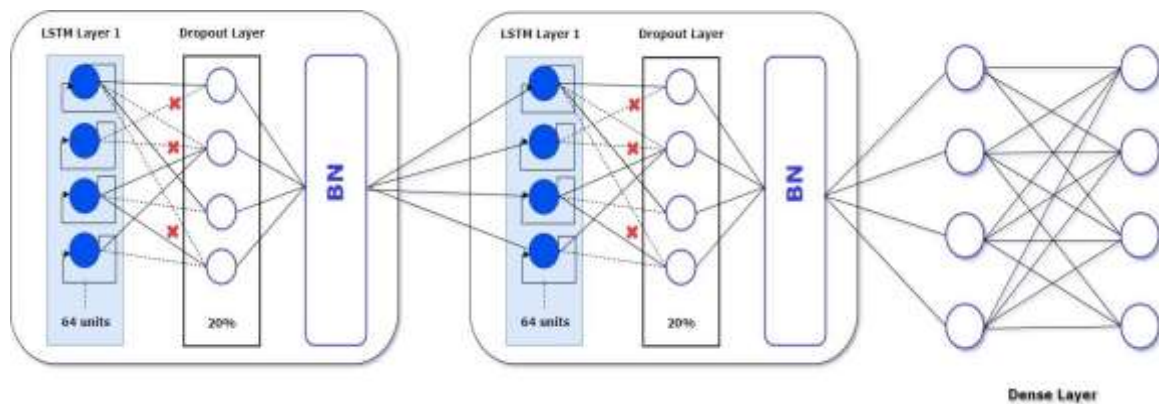 LSTM Layer 1
Dropout Layer
BN
64 units
20%
LSTM Layer 1
Dropout Layer
BN
64 units
20%
Dense Layer